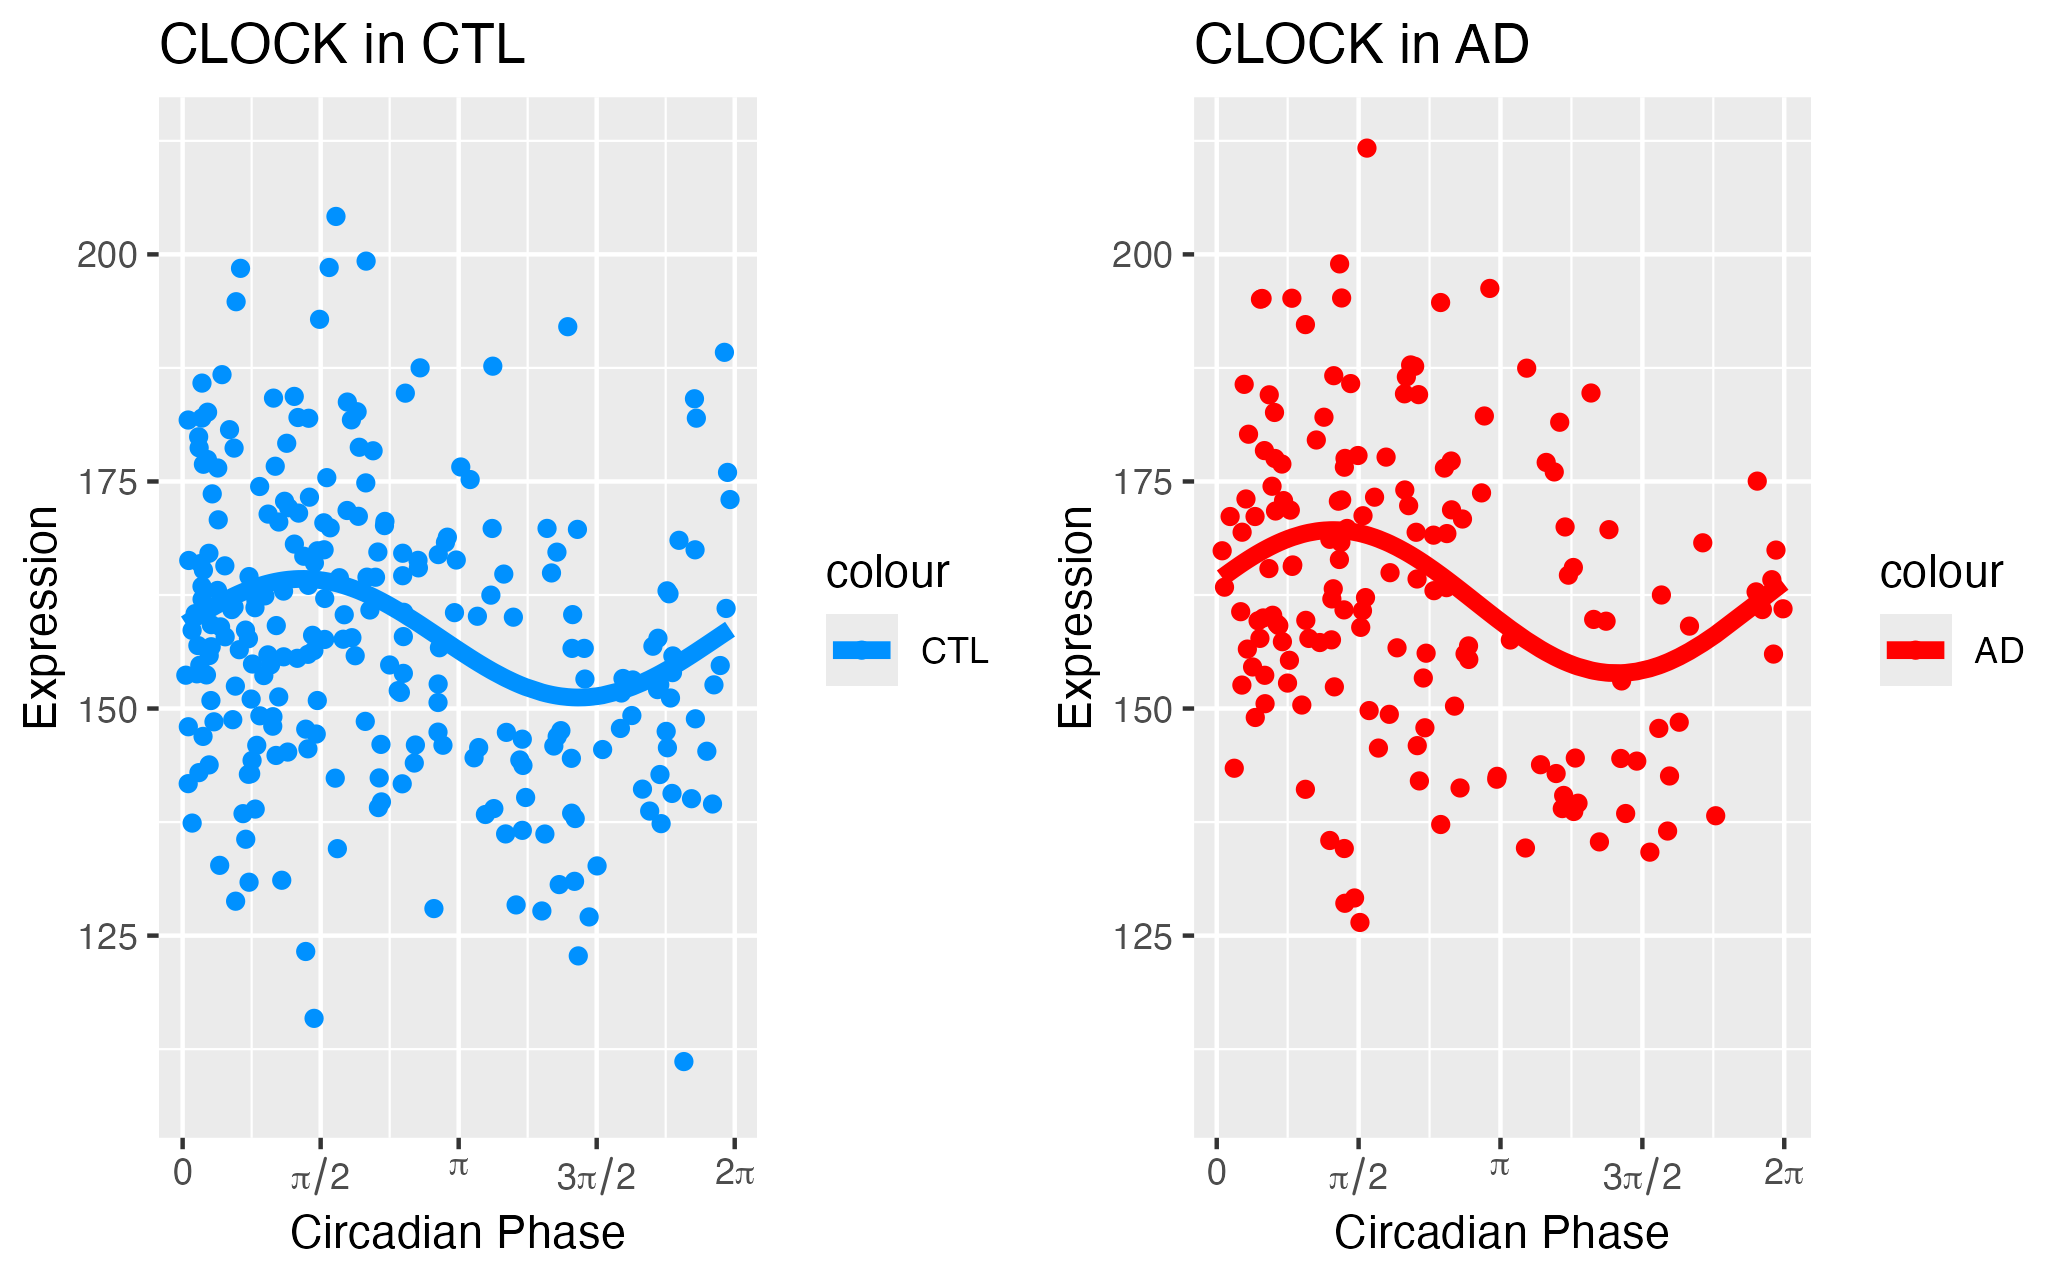 CLOCK in CTL
Expression
200
175
150
125
0 π/2 π 3π/2 2π
Circadian Phase
colour
CTL
CLOCK in AD
Expression
200
175
150
125
0 π/2 π 3π/2 2π
Circadian Phase
colour
AD